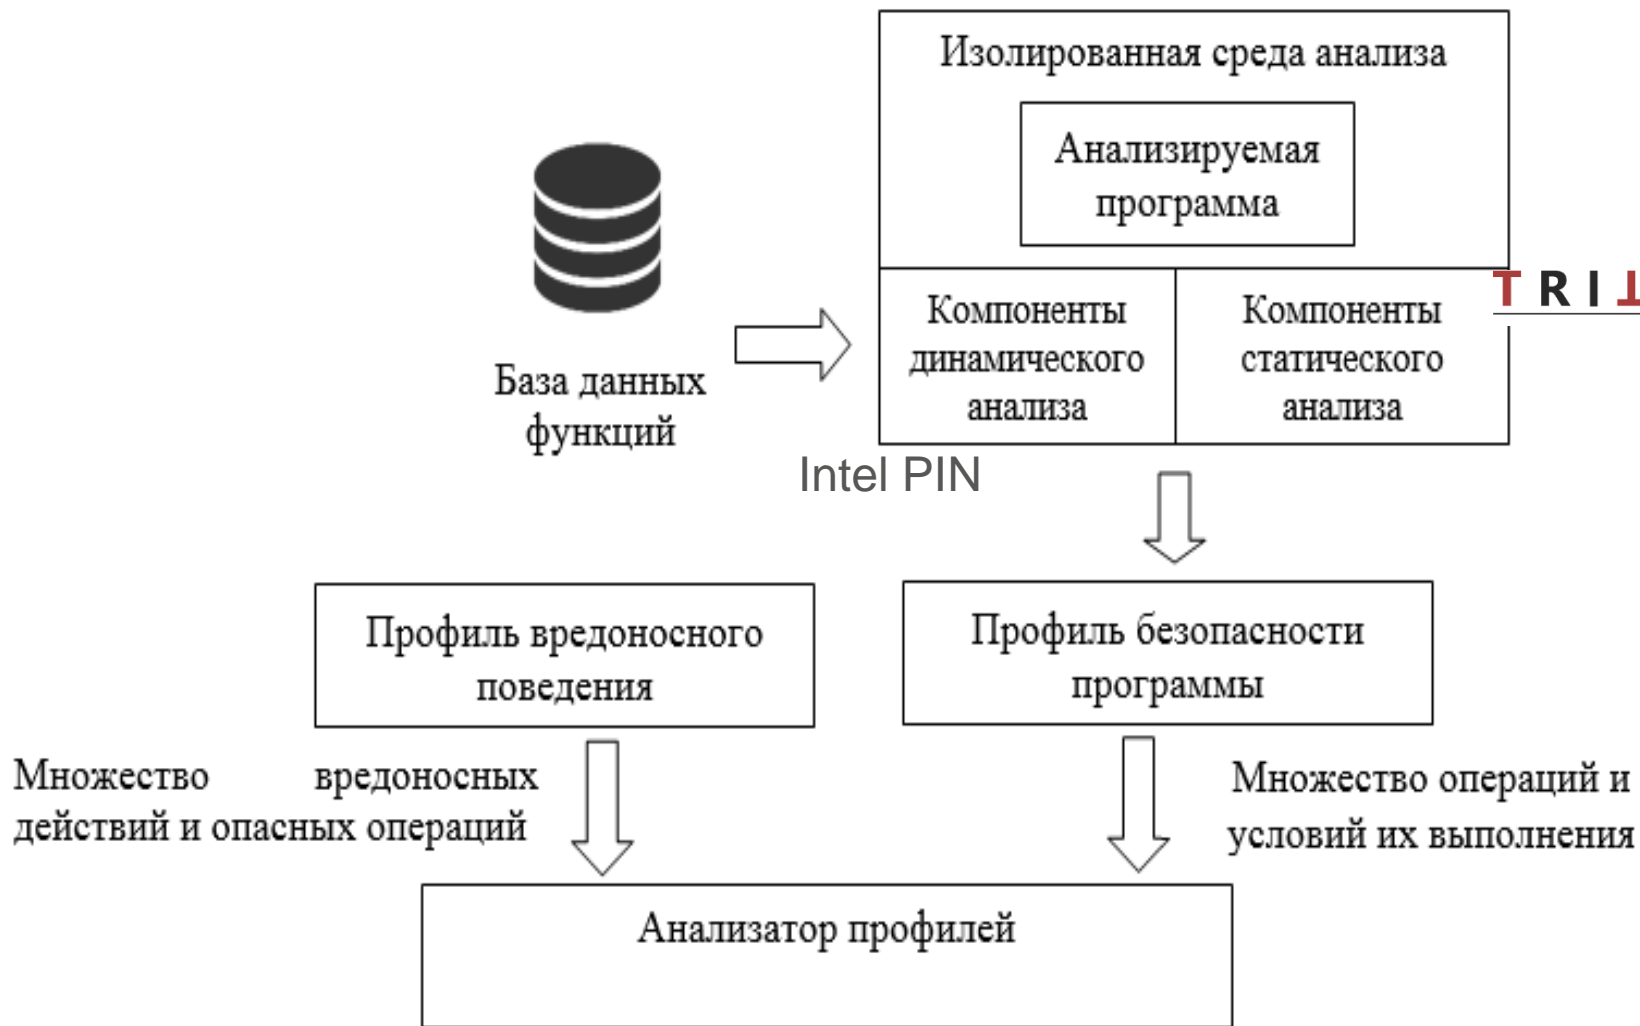 Изолированная среда анализа
Анализируемая
программа
База данных
функций
Компоненты
динамического
анализа
Компоненты
статического
анализа
Intel PIN
Профиль вредоносного
поведения
Профиль безопасности
программы
Множество вредоносных
действий и опасных операций
Множество операций и
условий их выполнения
Анализатор профилей